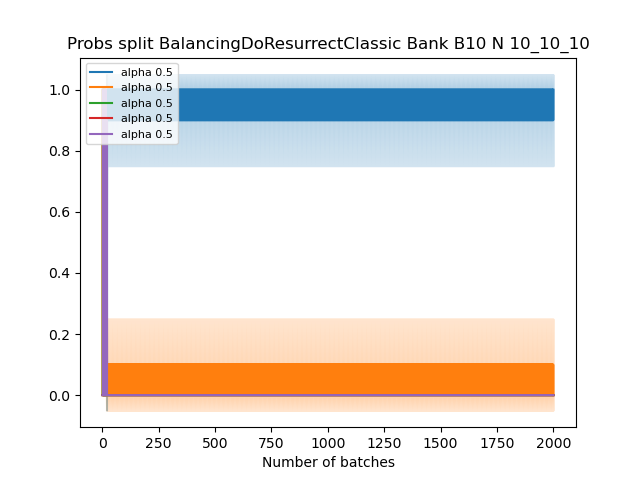 Probs split BalancingDoResurrectClassic Bank B10 N 10_10_10
alpha 0.5
alpha 0.5
alpha 0.5
alpha 0.5
alpha 0.5
1.0
0.8
0.6
0.4
0.2
0.0
0 250 500 750 1000 1250 1500 1750 2000
Number of batches